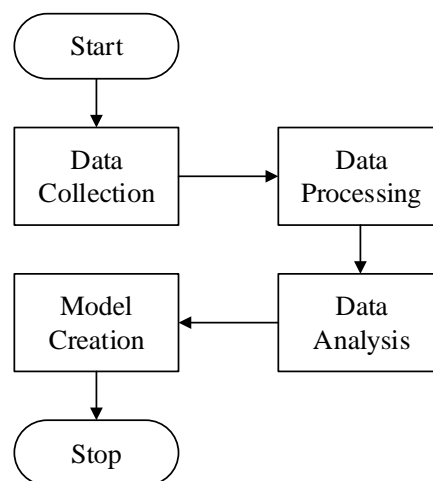 Start
Data
Collection
Data
Processing
Data
Analysis
Model
Creation
Stop